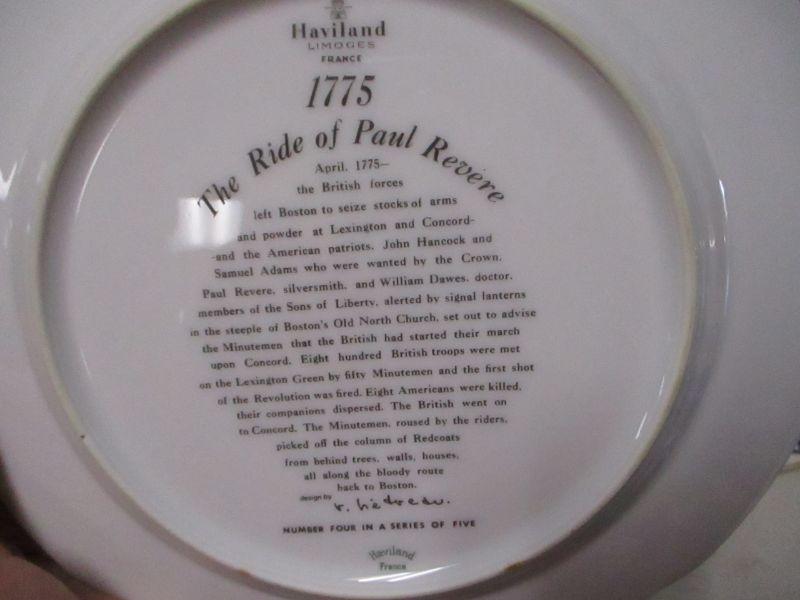 Haviland
LIMOGES
FRANCE
1775
The Ride of Paul Revere
April, 1775—
the British forces
left Boston to seize stocks of arms
and powder at Lexington and Concord-
-and the American patriots, John Hancock and
Samuel Adams who were wanted by the Crown.
Paul Revere, silversmith, and William Dawes, doctor,
members of the Sons of Liberty, alerted by signal lanterns
in the steeple of Boston's Old North Church, set out to advise
the Minutemen that the British had started their march
upon Concord. Eight hundred British troops were met
on the Lexington Green by fifty Minutemen and the first shot
of the Revolution was fired. Eight Americans were killed,
their companions dispersed. The British went on
to Concord. The Minutemen, roused by the riders,
picked off the column of Redcoats
from behind trees, walls, houses,
all along the bloody route
back to Boston.
design by
NUMBER FOUR IN A SERIES OF FIVE
Haviland
France